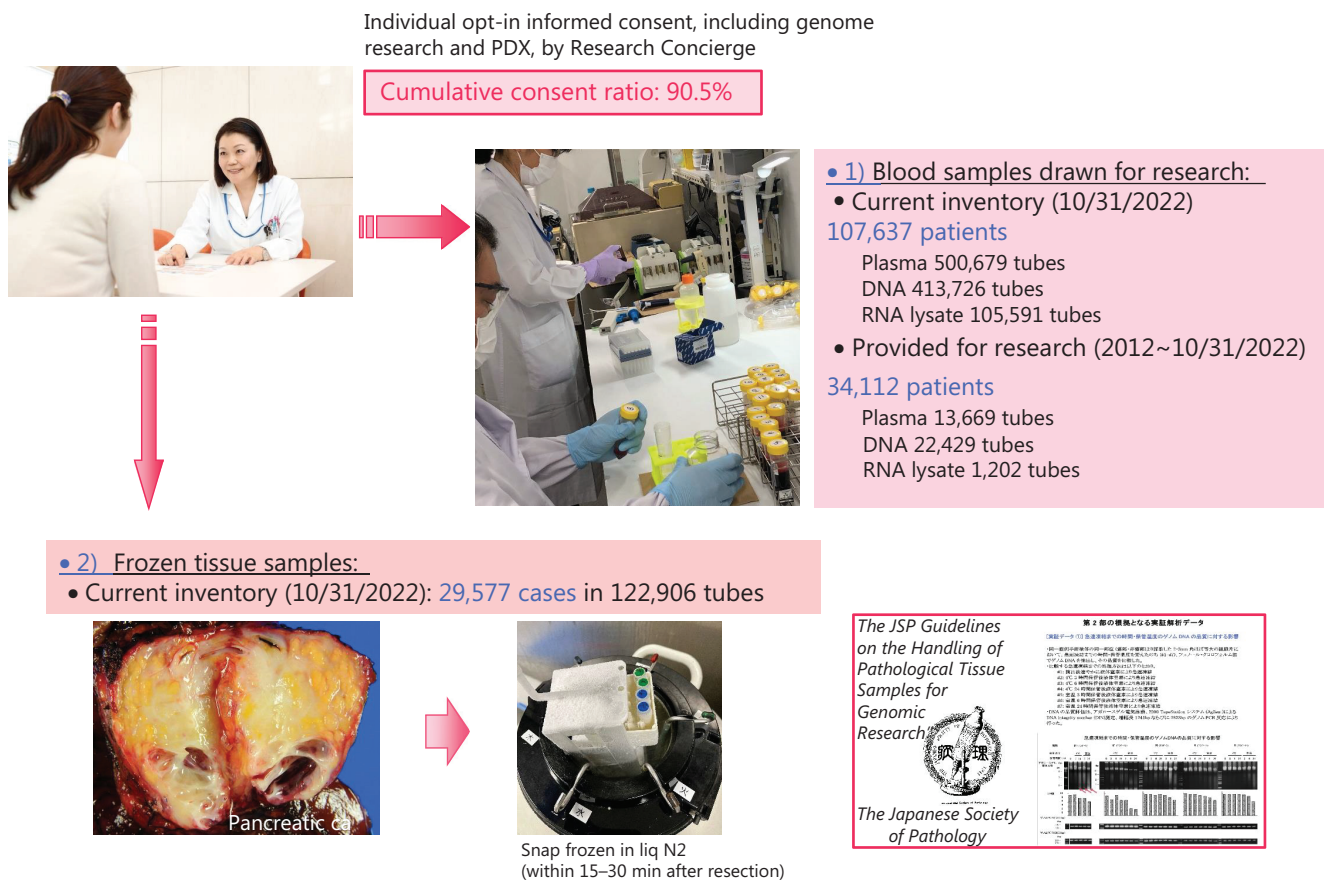 Individual opt-in informed consent, including genome
research and PDX, by Research Concierge
Cumulative consent ratio: 90.5%
• 1) Blood samples drawn for research:
• Current inventory (10/31/2022)
107,637 patients
Plasma 500,679 tubes
DNA 413,726 tubes
RNA lysate 105,591 tubes
• Provided for research (2012~10/31/2022)
34,112 patients
Plasma 13,669 tubes
DNA 22,429 tubes
RNA lysate 1,202 tubes
• 2) Frozen tissue samples:
• Current inventory (10/31/2022): 29,577 cases in 122,906 tubes
Pancreatic ca
水
火
Snap frozen in liq N2
(within 15–30 min after resection)
The JSP Guidelines
on the Handling of
Pathological Tissue
Samples for
Genomic
Research
病理
The Japanese Society
of Pathology
第2部の根拠となる実証解析データ